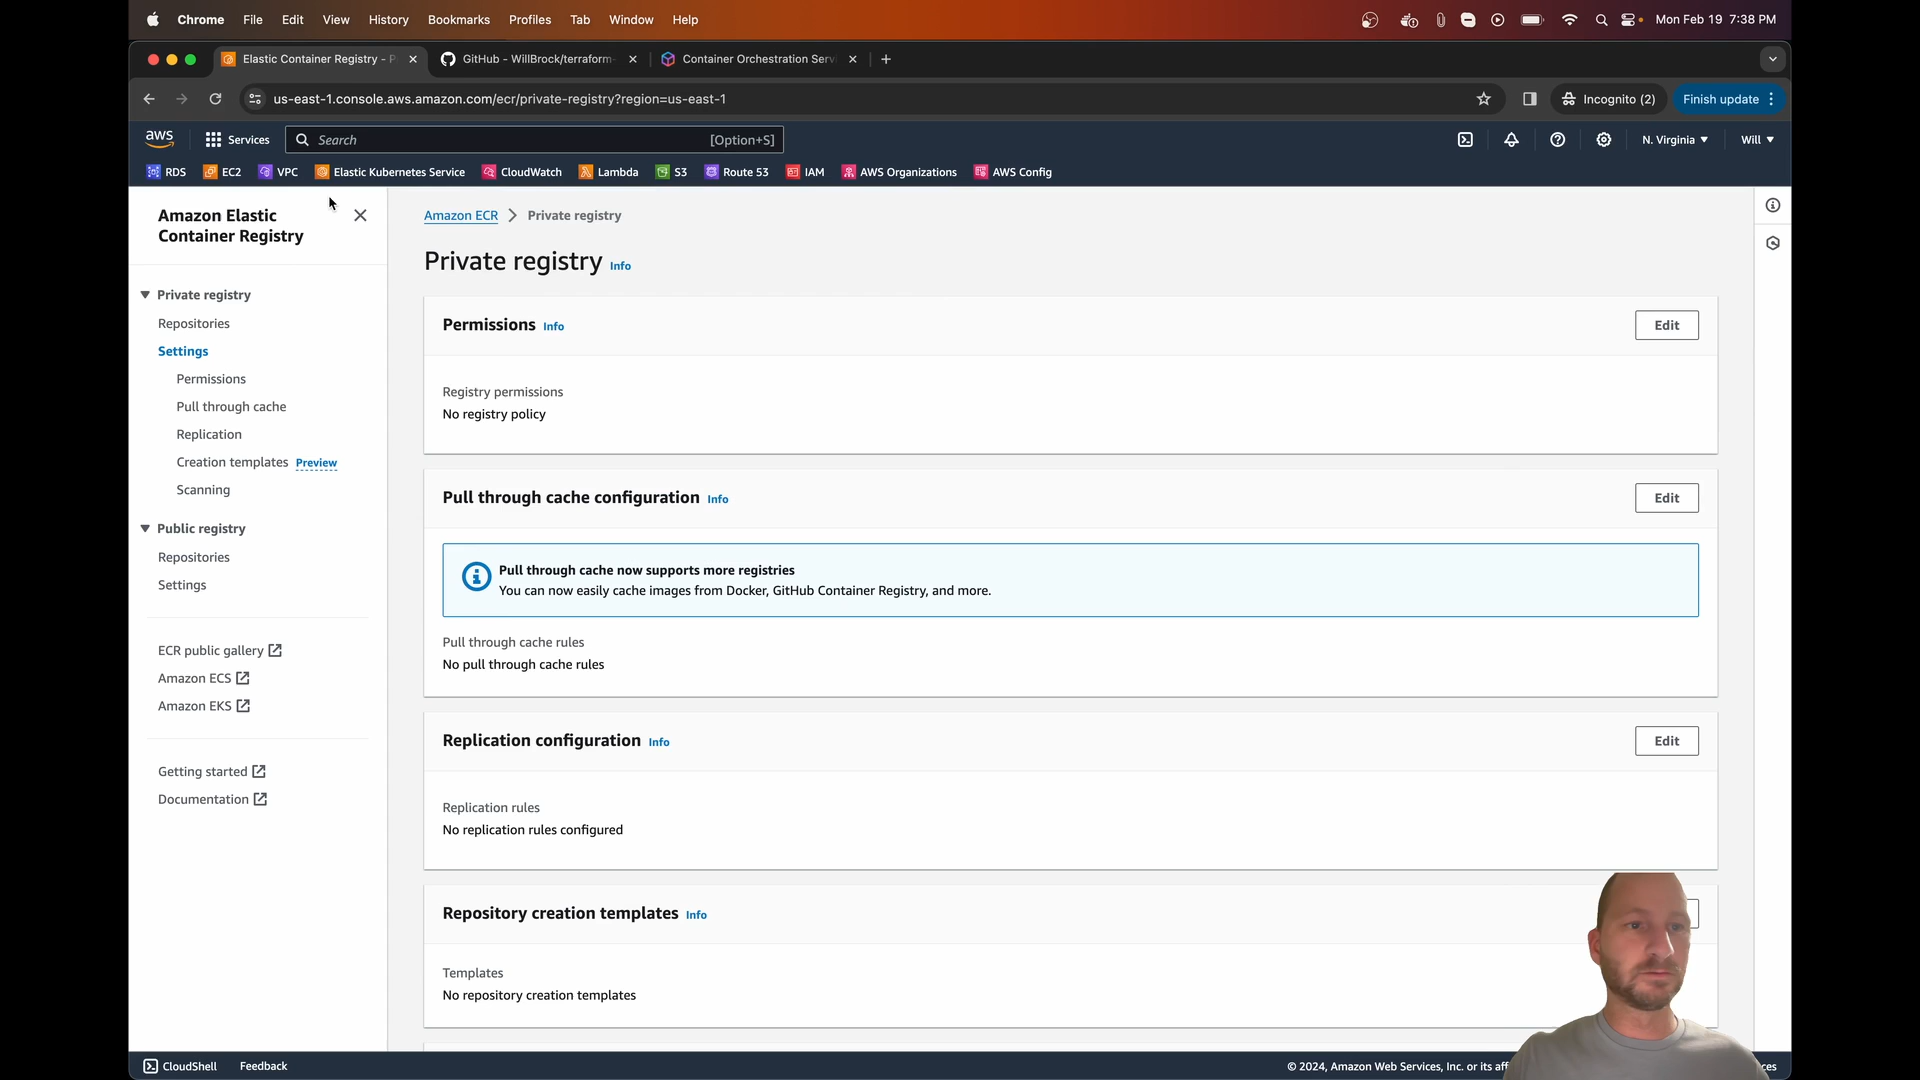 Chrome File Edit View History Bookmarks Profiles Tab Window Help Mon Feb 19 7:38 PM
Elastic Container Registry - P GitHub - WillBrock/terraform- Container Orchestration Servi
us-east-1.console.aws.amazon.com/ecr/private-registry?region=us-east-1 Incognito (2) Finish update
aws Services Search [Option+S] N. Virginia Will
RDS EC2 VPC Elastic Kubernetes Service CloudWatch Lambda S3 Route 53 IAM AWS Organizations AWS Config
Amazon Elastic
Container Registry
Private registry
Repositories
Settings
Permissions
Pull through cache
Replication
Creation templates Preview
Scanning
Public registry
Repositories
Settings
ECR public gallery
Amazon ECS
Amazon EKS
Getting started
Documentation
Amazon ECR Private registry
Private registry Info
Permissions Info Edit
Registry permissions
No registry policy
Pull through cache configuration Info Edit
Pull through cache now supports more registries
You can now easily cache images from Docker, GitHub Container Registry, and more.
Pull through cache rules
No pull through cache rules
Replication configuration Info Edit
Replication rules
No replication rules configured
Repository creation templates Info
Templates
No repository creation templates
CloudShell Feedback © 2024, Amazon Web Services, Inc. or its